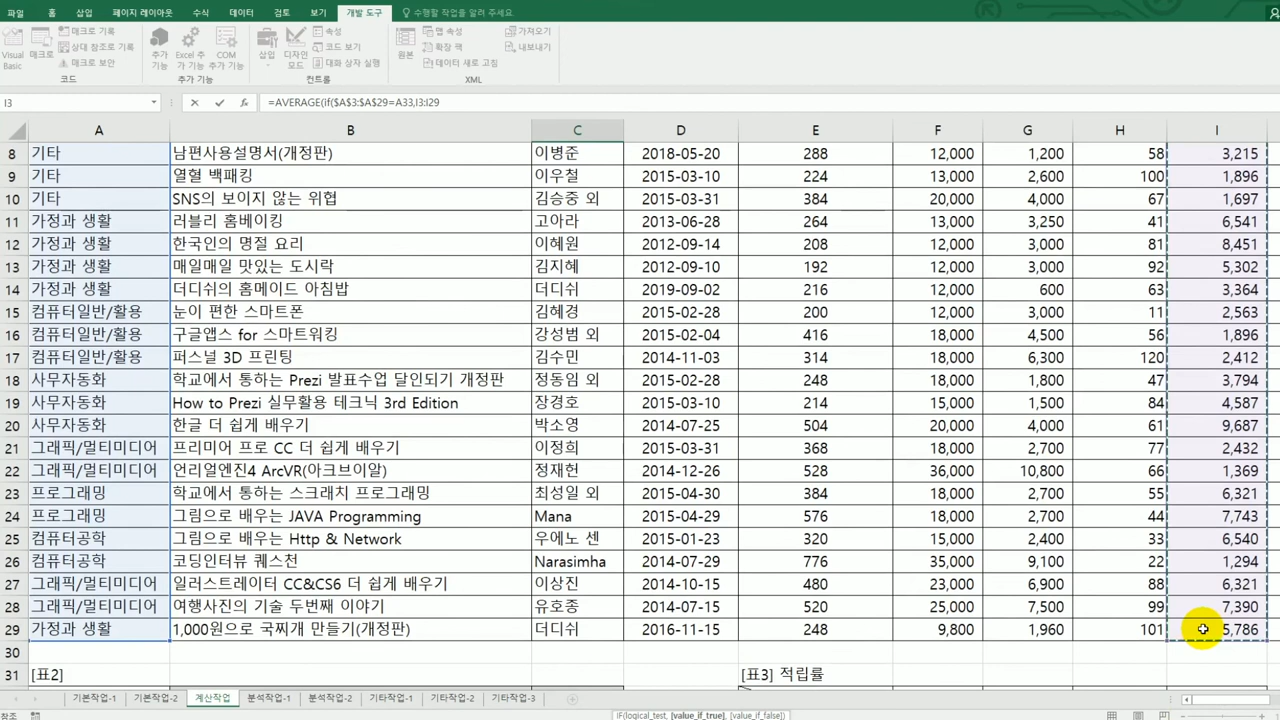 파일 홈 삽입 페이지 레이아웃 수식 데이터 검토 보기 개발 도구 수행할 작업을 알려 주세요.
Visual Basic 매크로 매크로 기록 상대 참조로 기록 매크로 보안 추가 기능 Excel 추가 기능 COM 추가 기능 삽입 디자인 모드 속성 코드 보기 대화 상자 실행 원본 맵 속성 확장 팩 데이터 새로 고침 가져오기 내보내기
코드 추가 기능 컨트롤 XML
I3 fx =AVERAGE(if($A$3:$A$29=A33,I3:I29
A B C D E F G H I
8 기타 남편사용설명서(개정판) 이병준 2018-05-20 288 12,000 1,200 58 3,215
9 기타 열혈 백패킹 이우철 2015-03-10 224 13,000 2,600 100 1,896
10 기타 SNS의 보이지 않는 위협 김승중 외 2015-03-31 384 20,000 4,000 67 1,697
11 가정과 생활 러블리 홈베이킹 고아라 2013-06-28 264 13,000 3,250 41 6,541
12 가정과 생활 한국인의 명절 요리 이혜원 2012-09-14 208 12,000 3,000 81 8,451
13 가정과 생활 매일매일 맛있는 도시락 김지혜 2012-09-10 192 12,000 3,000 92 5,302
14 가정과 생활 더디쉬의 홈메이드 아침밥 더디쉬 2019-09-02 216 12,000 600 63 3,364
15 컴퓨터일반/활용 눈이 편한 스마트폰 김혜경 2015-02-28 200 12,000 3,000 11 2,563
16 컴퓨터일반/활용 구글앱스 for 스마트워킹 강성범 외 2015-02-04 416 18,000 4,500 56 1,896
17 컴퓨터일반/활용 퍼스널 3D 프린팅 김수민 2014-11-03 314 18,000 6,300 120 2,412
18 사무자동화 학교에서 통하는 Prezi 발표수업 달인되기 개정판 정동임 외 2015-02-28 248 18,000 1,800 47 3,794
19 사무자동화 How to Prezi 실무활용 테크닉 3rd Edition 장경호 2015-03-10 214 15,000 1,500 84 4,587
20 사무자동화 한글 더 쉽게 배우기 박소영 2014-07-25 504 20,000 4,000 61 9,687
21 그래픽/멀티미디어 프리미어 프로 CC 더 쉽게 배우기 이정희 2015-03-31 368 18,000 2,700 77 2,432
22 그래픽/멀티미디어 언리얼엔진4 ArcVR(아크브이알) 정재헌 2014-12-26 528 36,000 10,800 66 1,369
23 프로그래밍 학교에서 통하는 스크래치 프로그래밍 최성일 외 2015-04-30 384 18,000 2,700 55 6,321
24 프로그래밍 그림으로 배우는 JAVA Programming Mana 2015-04-29 576 18,000 2,700 44 7,743
25 컴퓨터공학 그림으로 배우는 Http & Network 우에노 센 2015-01-23 320 15,000 2,400 33 6,540
26 컴퓨터공학 코딩인터뷰 퀘스천 Narasimha 2014-07-26 776 35,000 9,100 22 1,294
27 그래픽/멀티미디어 일러스트레이터 CC&CS6 더 쉽게 배우기 이상진 2014-10-15 480 23,000 6,900 88 6,321
28 그래픽/멀티미디어 여행사진의 기술 두번째 이야기 유호종 2014-07-15 520 25,000 7,500 99 7,390
29 가정과 생활 1,000원으로 국찌개 만들기(개정판) 더디쉬 2016-11-15 248 9,800 1,960 101 5,786
30
31 [표2] [표3] 적립률
기본작업-1 기본작업-2 계산작업 분석작업-1 분석작업-2 기타작업-1 기타작업-2 기타작업-3
참조 IF(logical_test, [value_if_true], [value_if_false])